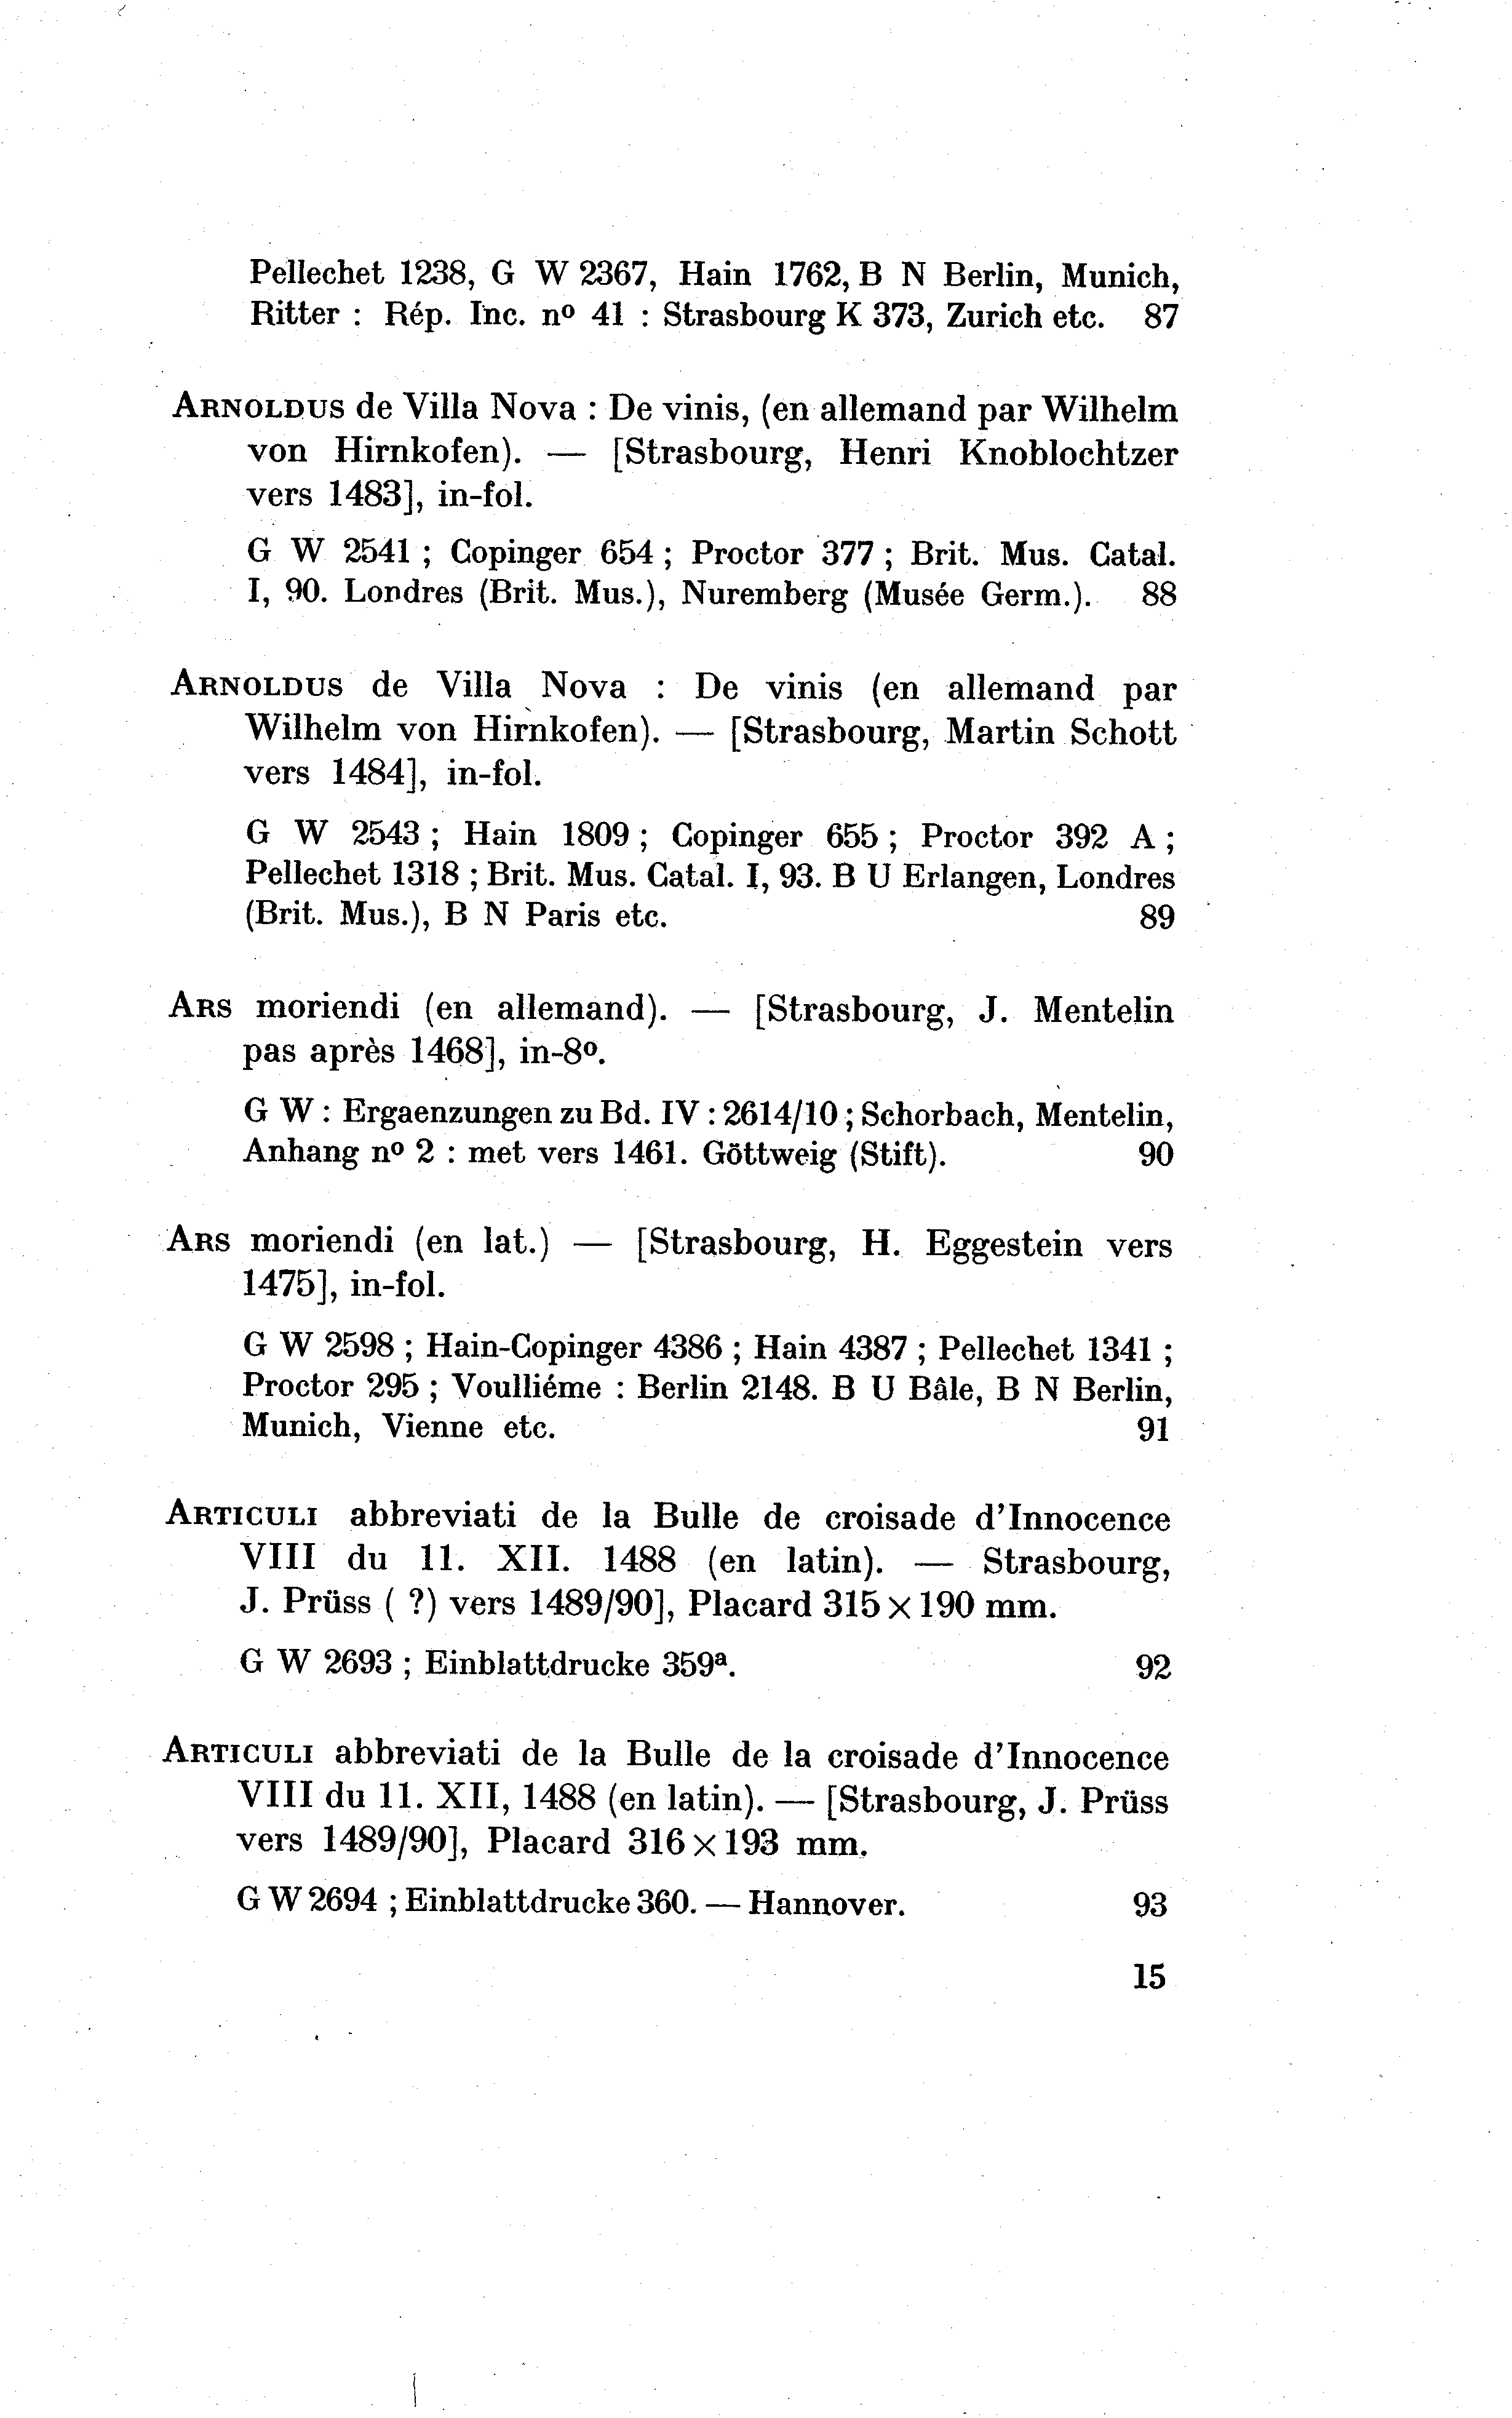 Pellechet 1238, G W 2367, Hain 1762, B N Berlin, Munich,
Ritter : Rép. Inc. nº 41 : Strasbourg K 373, Zurich etc. 87
ARNOLDUS de Villa Nova : De vinis, (en allemand par Wilhelm
von Hirnkofen). — [Strasbourg, Henri Knoblochtzer
vers 1483], in-fol.
G W 2541 ; Copinger 654 ; Proctor 377 ; Brit. Mus. Catal.
I, 90. Londres (Brit. Mus.), Nuremberg (Musée Germ.). 88
ARNOLDUS de Villa Nova : De vinis (en allemand par
Wilhelm von Hirnkofen). — [Strasbourg, Martin Schott
vers 1484], in-fol.
G W 2543 ; Hain 1809 ; Copinger 655 ; Proctor 392 A ;
Pellechet 1318 ; Brit. Mus. Catal. I, 93. B U Erlangen, Londres
(Brit. Mus.), B N Paris etc. 89
ARS moriendi (en allemand). — [Strasbourg, J. Mentelin
pas après 1468], in-8º.
G W : Ergaenzungen zu Bd. IV : 2614/10 ; Schorbach, Mentelin,
Anhang nº 2 : met vers 1461. Göttweig (Stift). 90
ARS moriendi (en lat.) — [Strasbourg, H. Eggestein vers
1475], in-fol.
G W 2598 ; Hain-Copinger 4386 ; Hain 4387 ; Pellechet 1341 ;
Proctor 295 ; Voulliéme : Berlin 2148. B U Bâle, B N Berlin,
Munich, Vienne etc. 91
ARTICULI abbreviati de la Bulle de croisade d'Innocence
VIII du 11. XII. 1488 (en latin). — Strasbourg,
J. Prüss ( ?) vers 1489/90], Placard 315 × 190 mm.
G W 2693 ; Einblattdrucke 359ª. 92
ARTICULI abbreviati de la Bulle de la croisade d'Innocence
VIII du 11. XII, 1488 (en latin). — [Strasbourg, J. Prüss
vers 1489/90], Placard 316 × 193 mm.
G W 2694 ; Einblattdrucke 360. — Hannover. 93
15